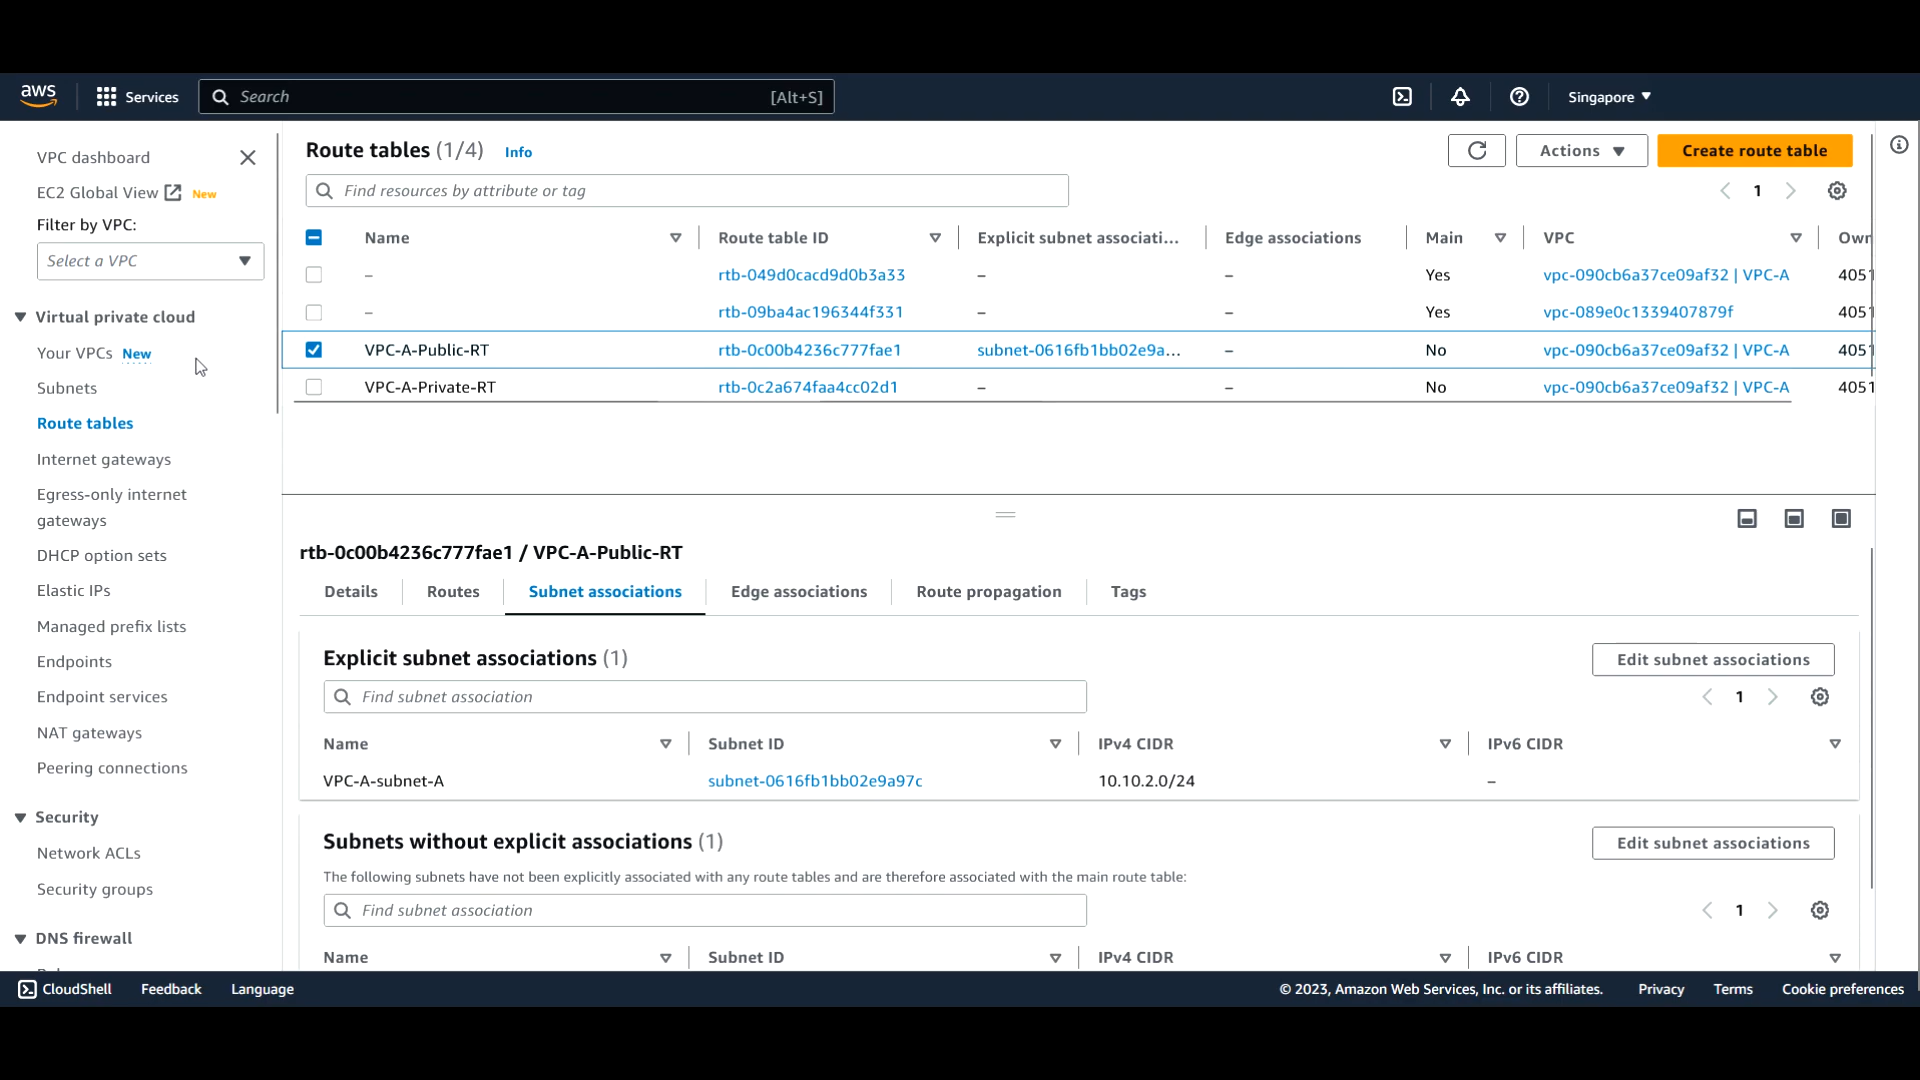 aws
Services
Search
[Alt+S]
Singapore
VPC dashboard
EC2 Global View New
Filter by VPC:
Select a VPC
Virtual private cloud
Your VPCs New
Subnets
Route tables
Internet gateways
Egress-only internet
gateways
DHCP option sets
Elastic IPs
Managed prefix lists
Endpoints
Endpoint services
NAT gateways
Peering connections
Security
Network ACLs
Security groups
DNS firewall
Route tables (1/4) Info
Actions
Create route table
Find resources by attribute or tag
1
Name Route table ID Explicit subnet associati... Edge associations Main VPC Own
– rtb-049d0cacd9d0b3a33 – – Yes vpc-090cb6a37ce09af32 | VPC-A 4051
– rtb-09ba4ac196344f331 – – Yes vpc-089e0c1339407879f 4051
VPC-A-Public-RT rtb-0c00b4236c777fae1 subnet-0616fb1bb02e9a... – No vpc-090cb6a37ce09af32 | VPC-A 4051
VPC-A-Private-RT rtb-0c2a674faa4cc02d1 – – No vpc-090cb6a37ce09af32 | VPC-A 4051
rtb-0c00b4236c777fae1 / VPC-A-Public-RT
Details Routes Subnet associations Edge associations Route propagation Tags
Explicit subnet associations (1)
Edit subnet associations
Find subnet association
1
Name Subnet ID IPv4 CIDR IPv6 CIDR
VPC-A-subnet-A subnet-0616fb1bb02e9a97c 10.10.2.0/24 –
Subnets without explicit associations (1)
Edit subnet associations
The following subnets have not been explicitly associated with any route tables and are therefore associated with the main route table:
Find subnet association
1
Name Subnet ID IPv4 CIDR IPv6 CIDR
CloudShell Feedback Language
© 2023, Amazon Web Services, Inc. or its affiliates. Privacy Terms Cookie preferences